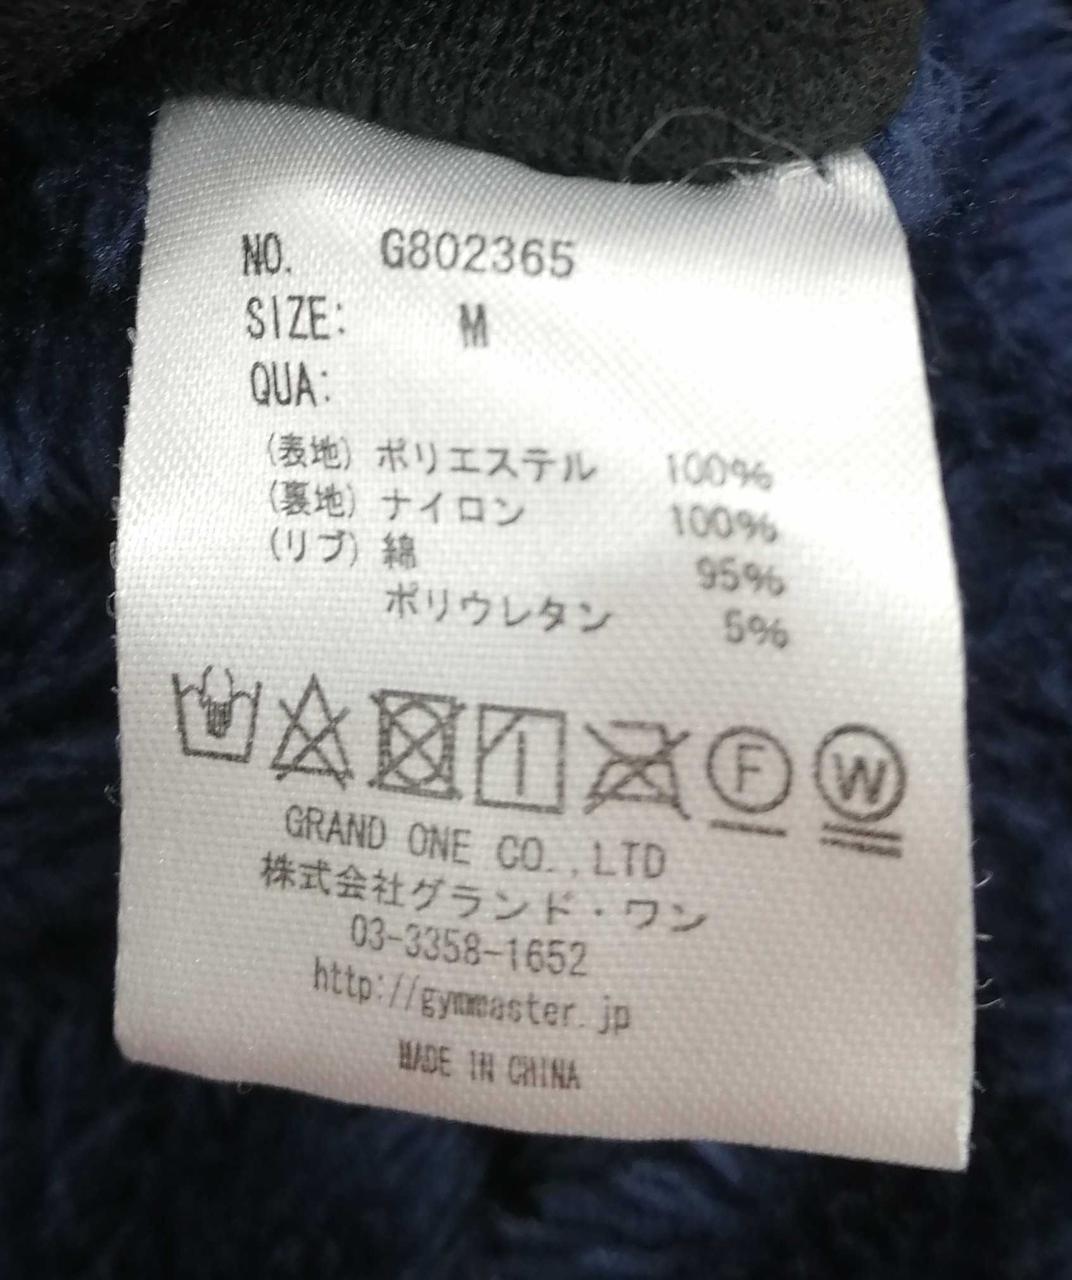 NO. G802365
SIZE: M
QUA:
(表地) ポリエステル 100%
(裏地) ナイロン 100%
(リブ) 綿 95%
ポリウレタン 5%
F W
GRAND ONE CO.,LTD
株式会社グランド・ワン
03-3358-1652
http://gymmaster.jp
MADE IN CHINA